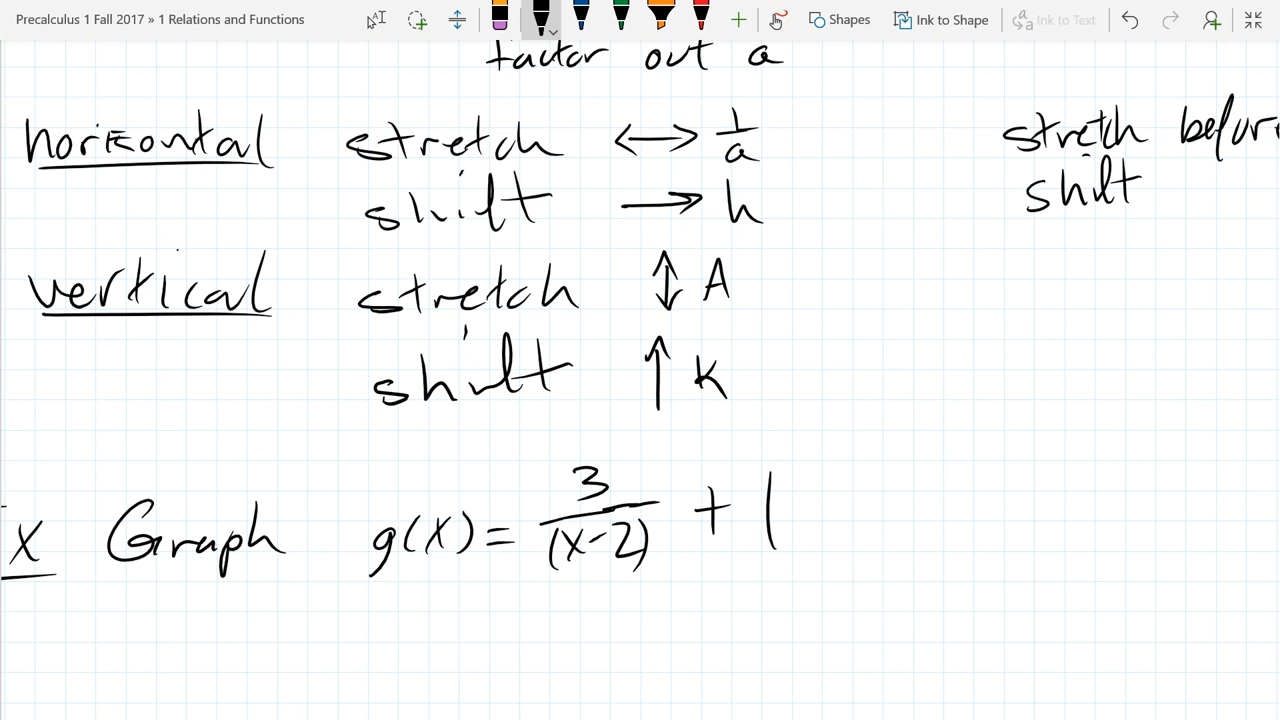 Precalculus 1 Fall 2017 » 1 Relations and Functions
Shapes
Ink to Shape
Ink to Text
factor out a
horizontal stretch ↔ 1/a
stretch before
shift → h
shift
vertical stretch ↕ A
shift ↑ K
x Graph g(x) = 3/(x-2) + 1